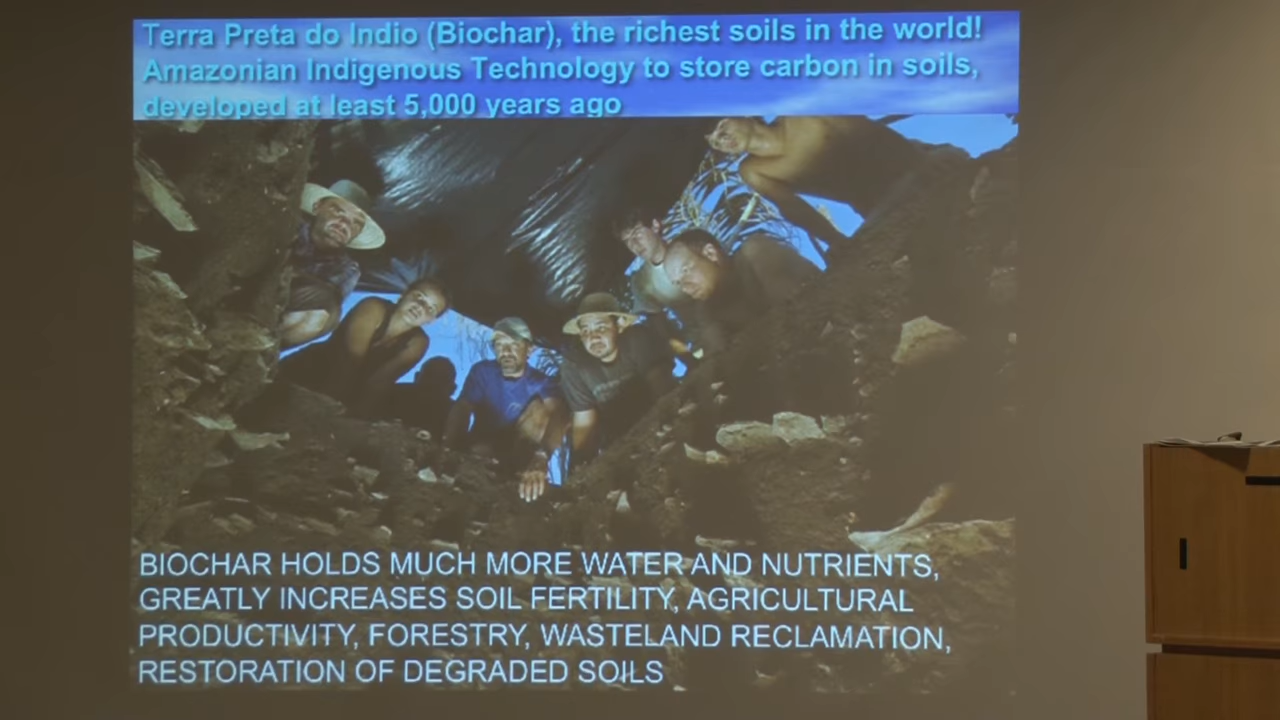 Terra Preta do Indio (Biochar), the richest soils in the world!
Amazonian Indigenous Technology to store carbon in soils,
developed at least 5,000 years ago
BIOCHAR HOLDS MUCH MORE WATER AND NUTRIENTS,
GREATLY INCREASES SOIL FERTILITY, AGRICULTURAL
PRODUCTIVITY, FORESTRY, WASTELAND RECLAMATION,
RESTORATION OF DEGRADED SOILS